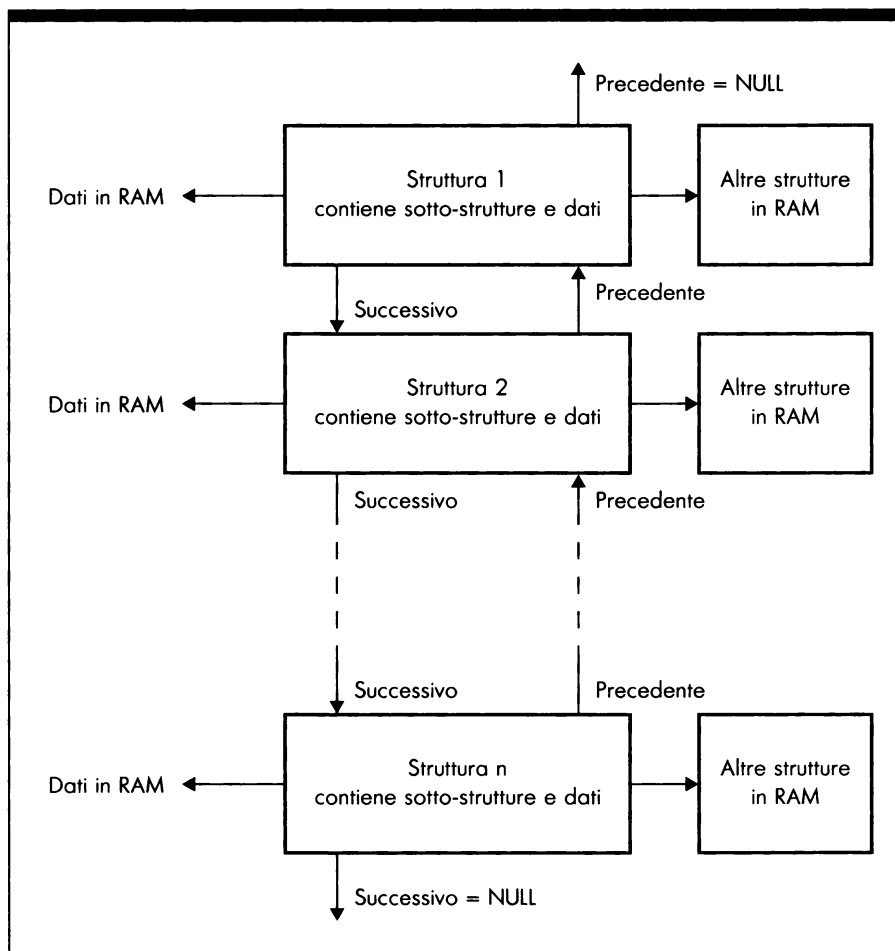 Precedente = NULL
Dati in RAM
Struttura 1
contiene sotto-strutture e dati
Altre strutture
in RAM
Successivo
Precedente
Dati in RAM
Struttura 2
contiene sotto-strutture e dati
Altre strutture
in RAM
Successivo
Precedente
Successivo
Precedente
Dati in RAM
Struttura n
contiene sotto-strutture e dati
Altre strutture
in RAM
Successivo = NULL